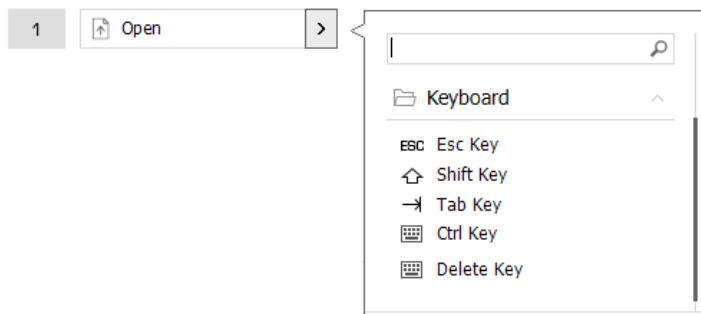 1
Open
Keyboard
ESC Esc Key
Shift Key
Tab Key
Ctrl Key
Delete Key